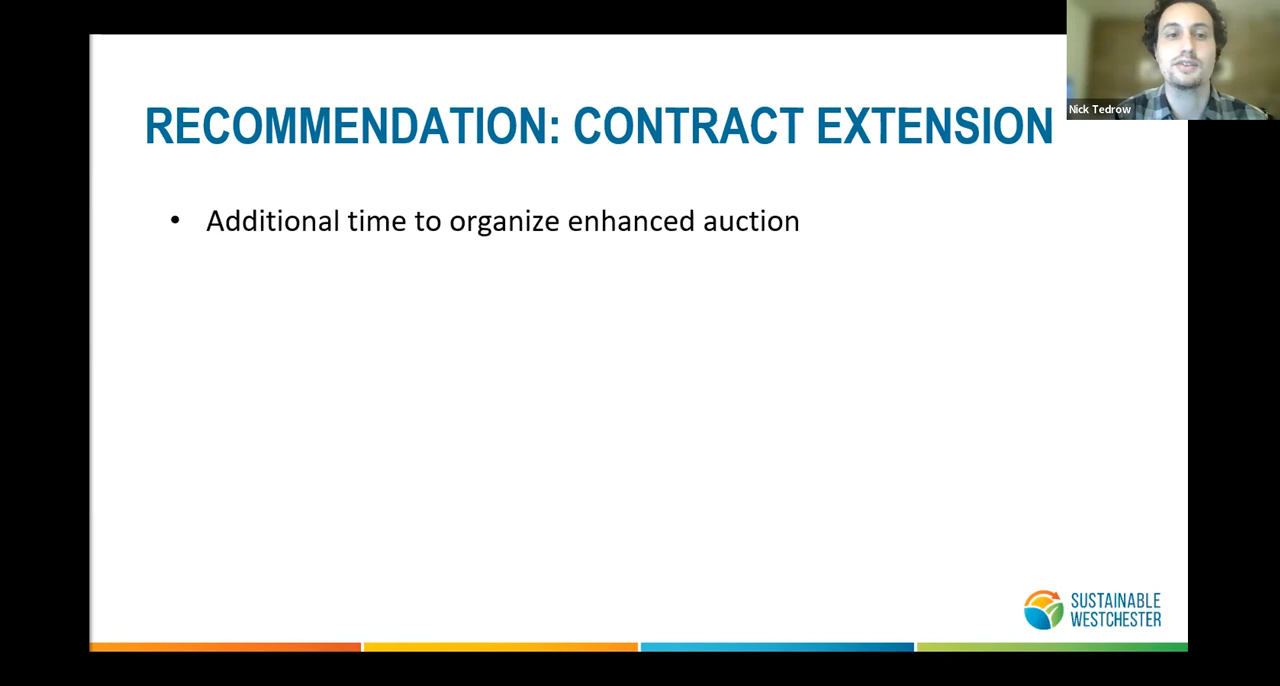 RECOMMENDATION: CONTRACT EXTENSION
Nick Tedrow
• Additional time to organize enhanced auction
SUSTAINABLE
WESTCHESTER